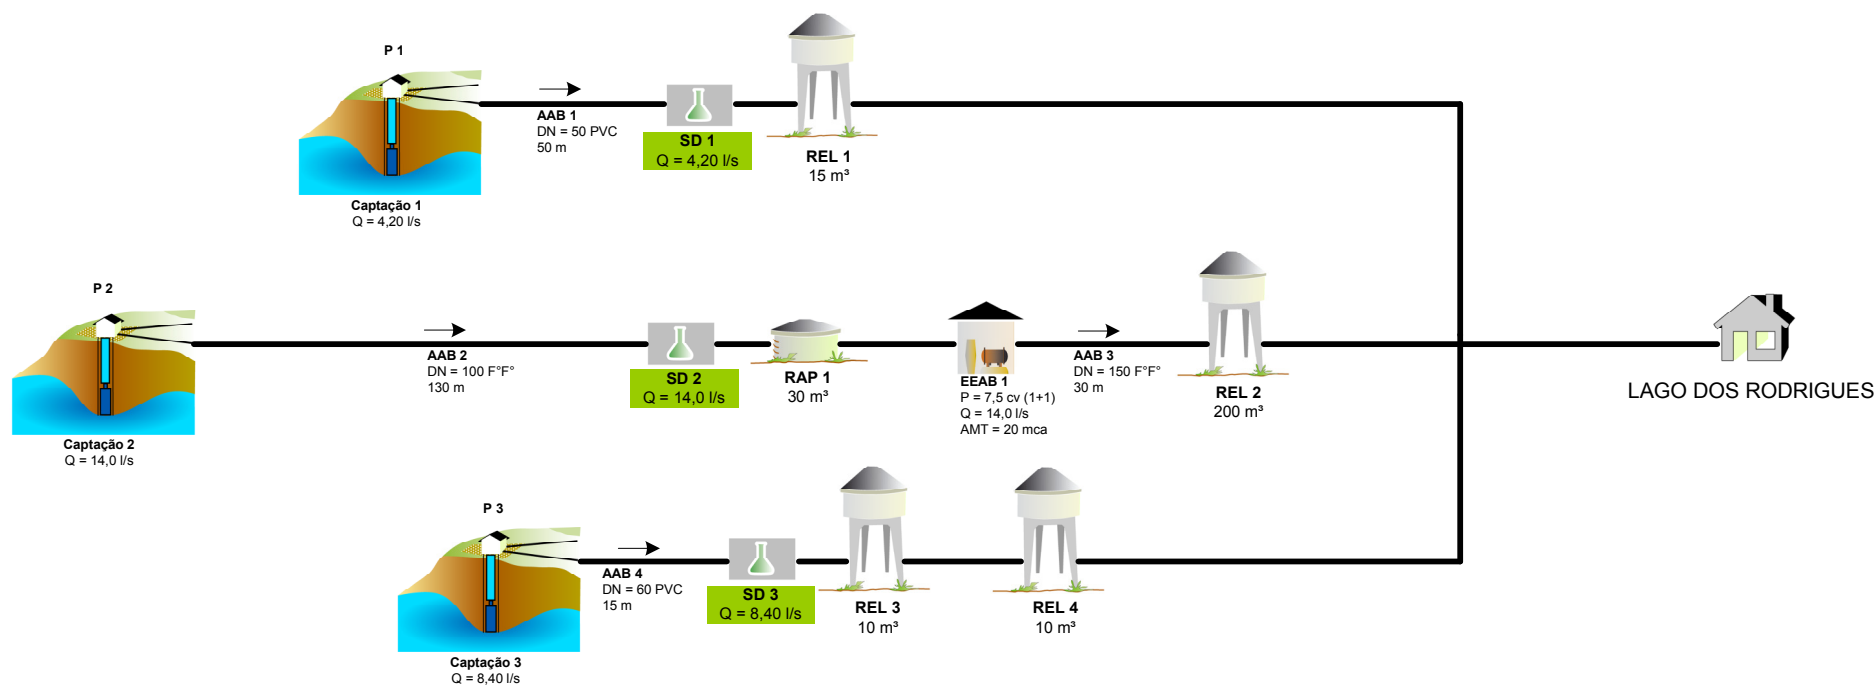 P 1
AAB 1
DN = 50 PVC
50 m
SD 1
Q = 4,20 l/s
REL 1
15 m³
Captação 1
Q = 4,20 l/s
P 2
AAB 2
DN = 100 F°F°
130 m
SD 2
Q = 14,0 l/s
RAP 1
30 m³
EEAB 1
P = 7,5 cv (1+1)
Q = 14,0 l/s
AMT = 20 mca
AAB 3
DN = 150 F°F°
30 m
REL 2
200 m³
LAGO DOS RODRIGUES
Captação 2
Q = 14,0 l/s
P 3
AAB 4
DN = 60 PVC
15 m
SD 3
Q = 8,40 l/s
REL 3
10 m³
REL 4
10 m³
Captação 3
Q = 8,40 l/s